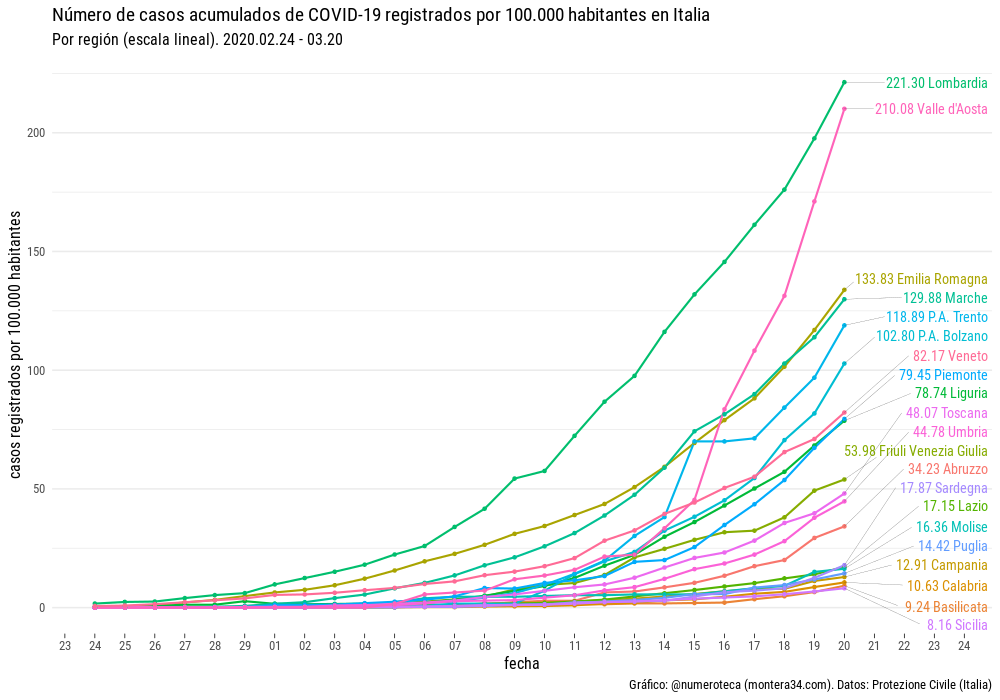 Número de casos acumulados de COVID-19 registrados por 100.000 habitantes en Italia
Por región (escala lineal). 2020.02.24 - 03.20
casos registrados por 100.000 habitantes
200
150
100
50
0
221.30 Lombardia
210.08 Valle d'Aosta
133.83 Emilia Romagna
129.88 Marche
118.89 P.A. Trento
102.80 P.A. Bolzano
82.17 Veneto
79.45 Piemonte
78.74 Liguria
48.07 Toscana
44.78 Umbria
53.98 Friuli Venezia Giulia
34.23 Abruzzo
17.87 Sardegna
17.15 Lazio
16.36 Molise
14.42 Puglia
12.91 Campania
10.63 Calabria
9.24 Basilicata
8.16 Sicilia
23 24 25 26 27 28 29 01 02 03 04 05 06 07 08 09 10 11 12 13 14 15 16 17 18 19 20 21 22 23 24
fecha
Gráfico: @numeroteca (montera34.com). Datos: Protezione Civile (Italia)